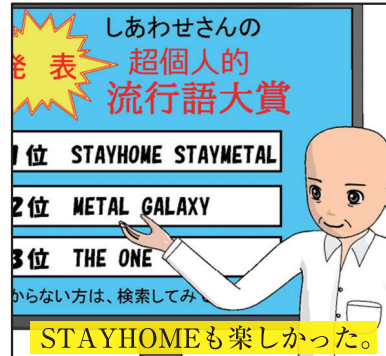 しあわせさんの
発表
超個人的
流行語大賞
1位 STAYHOME STAYMETAL
2位 METAL GALAXY
3位 THE ONE
からない方は、検索してみ
STAYHOMEも楽しかった。